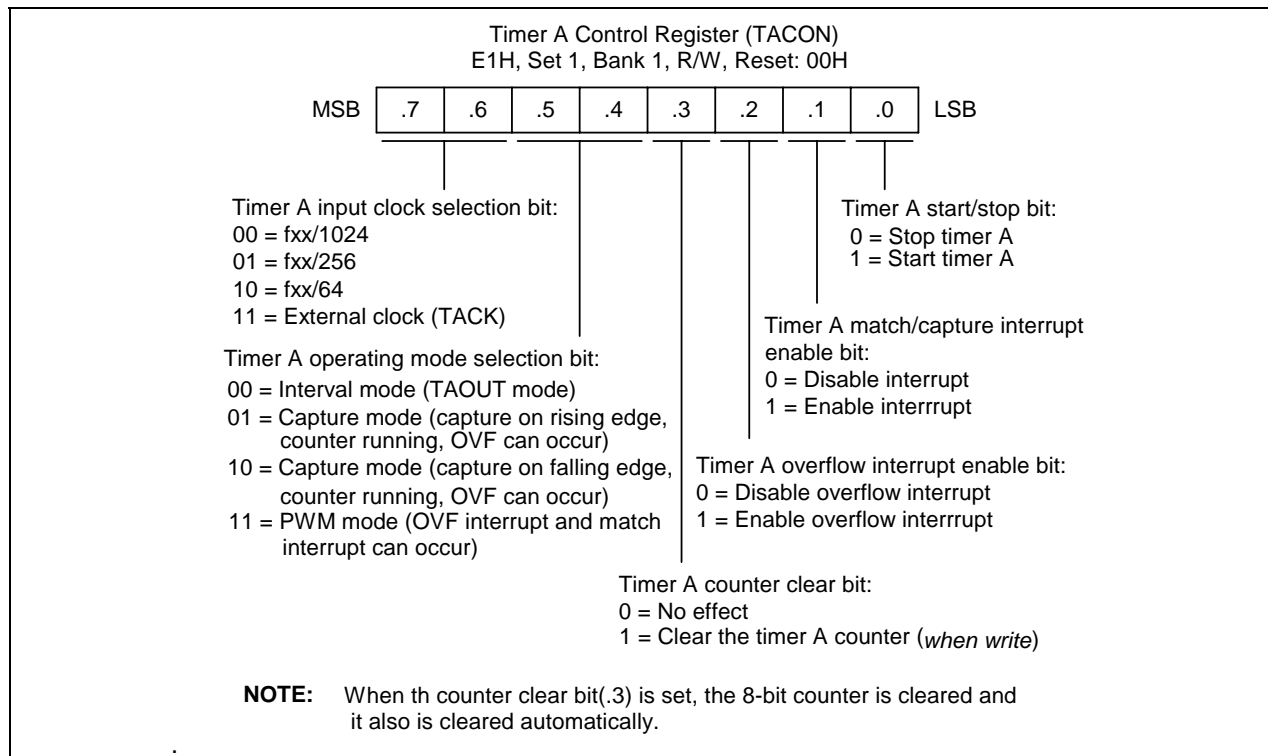 Timer A Control Register (TACON)
E1H, Set 1, Bank 1, R/W, Reset: 00H
MSB .7 .6 .5 .4 .3 .2 .1 .0 LSB
Timer A input clock selection bit:
00 = fxx/1024
01 = fxx/256
10 = fxx/64
11 = External clock (TACK)
Timer A start/stop bit:
0 = Stop timer A
1 = Start timer A
Timer A match/capture interrupt
enable bit:
0 = Disable interrupt
1 = Enable interrrupt
Timer A operating mode selection bit:
00 = Interval mode (TAOUT mode)
01 = Capture mode (capture on rising edge,
counter running, OVF can occur)
10 = Capture mode (capture on falling edge,
counter running, OVF can occur)
11 = PWM mode (OVF interrupt and match
interrupt can occur)
Timer A overflow interrupt enable bit:
0 = Disable overflow interrupt
1 = Enable overflow interrrupt
Timer A counter clear bit:
0 = No effect
1 = Clear the timer A counter (when write)
NOTE: When th counter clear bit(.3) is set, the 8-bit counter is cleared and
it also is cleared automatically.